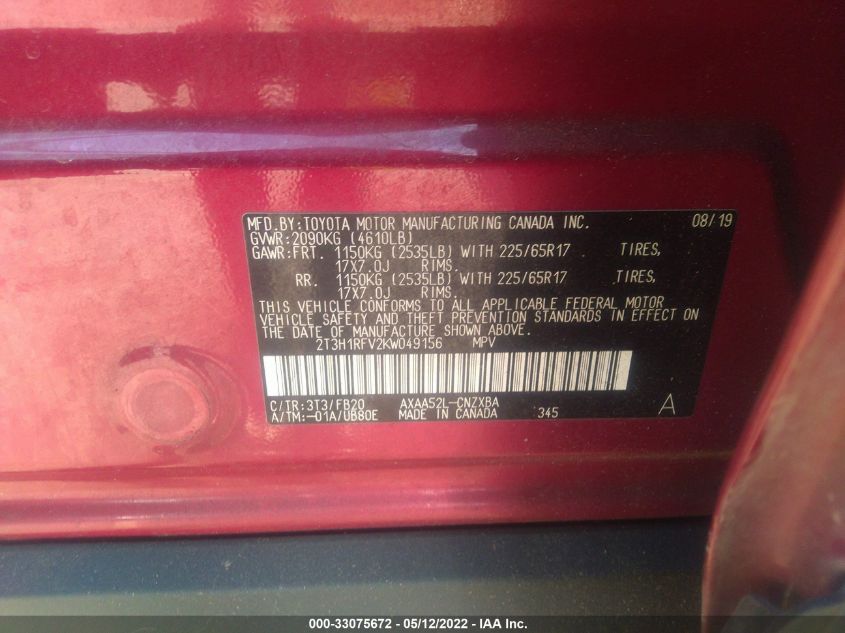 MFD.BY:TOYOTA MOTOR MANUFACTURING CANADA INC. 08/19
GVWR:2090KG (4610LB)
GAWR:FRT. 1150KG (2535LB) WITH 225/65R17 TIRES,
17X7.0J RIMS.
RR. 1150KG (2535LB) WITH 225/65R17 TIRES,
17X7.0J RIMS.
THIS VEHICLE CONFORMS TO ALL APPLICABLE FEDERAL MOTOR
VEHICLE SAFETY AND THEFT PREVENTION STANDARDS IN EFFECT ON
THE DATE OF MANUFACTURE SHOWN ABOVE.
2T3H1RFV2KW049156 MPV
C/TR:3T3/FB20 AXAA52L-CNZXBA
A/TM:-01A/UB80E MADE IN CANADA 345 A
000-33075672 - 05/12/2022 - IAA Inc.